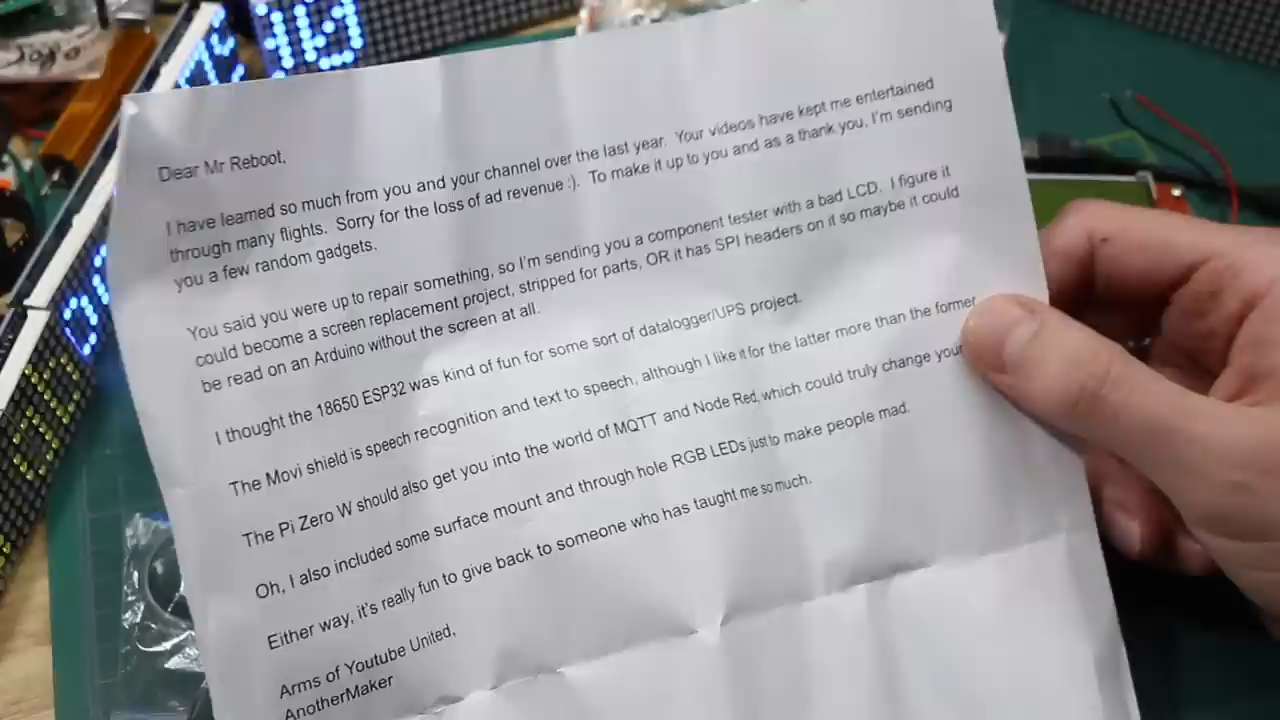 Dear Mr Reboot,
I have learned so much from you and your channel over the last year. Your videos have kept me entertained
through many flights. Sorry for the loss of ad revenue :). To make it up to you and as a thank you, I'm sending
you a few random gadgets.
You said you were up to repair something, so I'm sending you a component tester with a bad LCD. I figure it
could become a screen replacement project, stripped for parts, OR it has SPI headers on it so maybe it could
be read on an Arduino without the screen at all.
I thought the 18650 ESP32 was kind of fun for some sort of datalogger/UPS project.
The Movi shield is speech recognition and text to speech, although I like it for the latter more than the former
The Pi Zero W should also get you into the world of MQTT and Node Red, which could truly change your
Oh, I also included some surface mount and through hole RGB LEDs just to make people mad.
Either way, it's really fun to give back to someone who has taught me so much.
Arms of Youtube United,
AnotherMaker